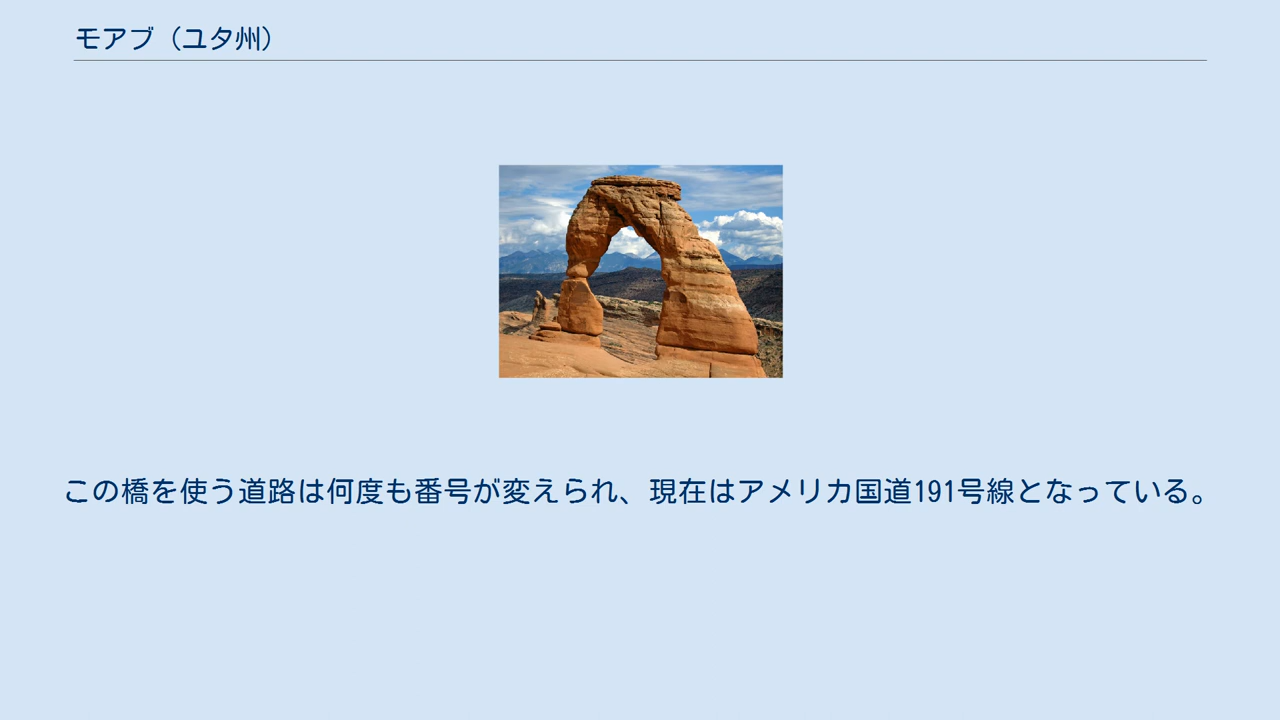 モアブ（ユタ州）
この橋を使う道路は何度も番号が変えられ、現在はアメリカ国道191号線となっている。